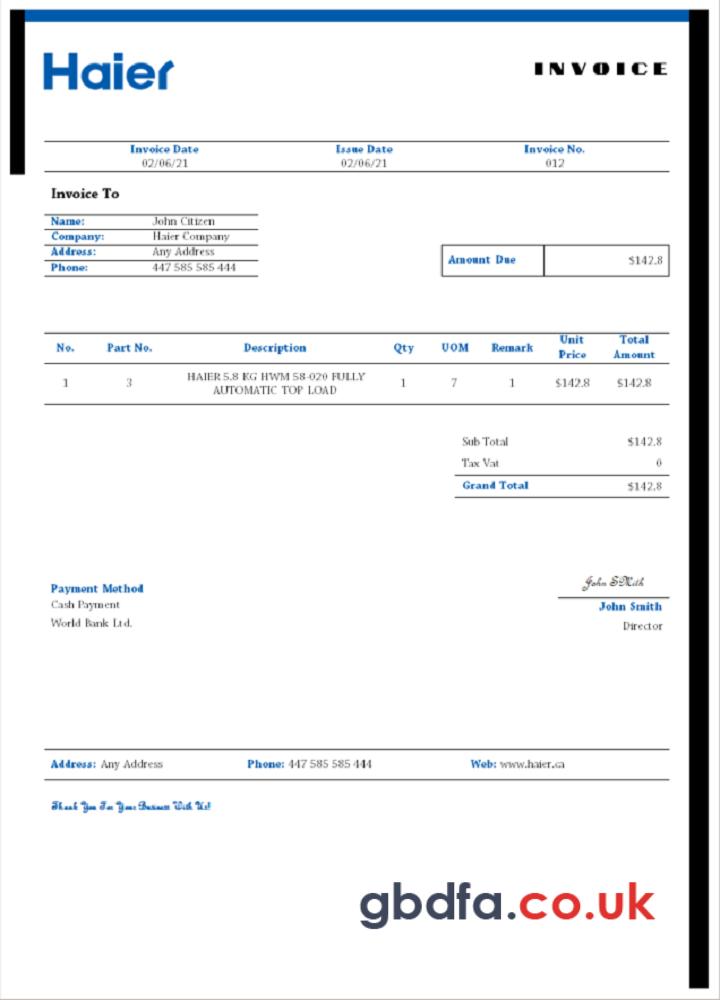 Haier
INVOICE
Invoice Date Issue Date Invoice No.
02/06/21 02/06/21 012
Invoice To
Name: John Citizen
Company: Haier Company
Address: Any Address
Phone: 447 585 585 444
Amount Due $142.8
No. Part No. Description Qty UOM Remark Unit Price Total Amount
1 3 HAIER 5.8 KG HWM 58-020 FULLY AUTOMATIC TOP LOAD 1 7 1 $142.8 $142.8
Sub Total $142.8
Tax Vat 0
Grand Total $142.8
John SMith
Payment Method
John Smith
Cash Payment
World Bank Ltd.
Director
Address: Any Address Phone: 447 585 585 444 Web: www.haier.ca
Thank You For Your Business With Us!
gbdfa.co.uk